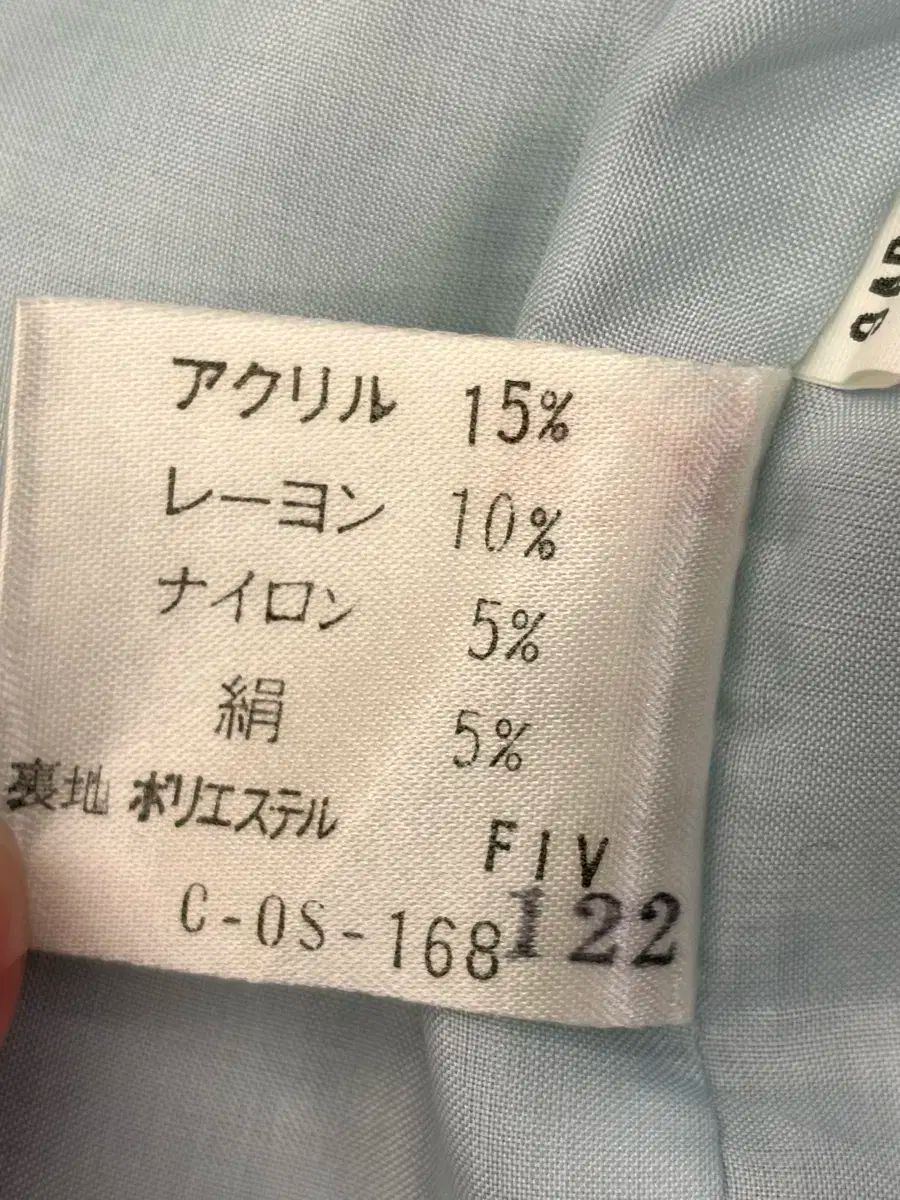 アクリル 15%
レーヨン 10%
ナイロン 5%
絹 5%
裏地 ポリエステル
FIV
C-OS-168
122